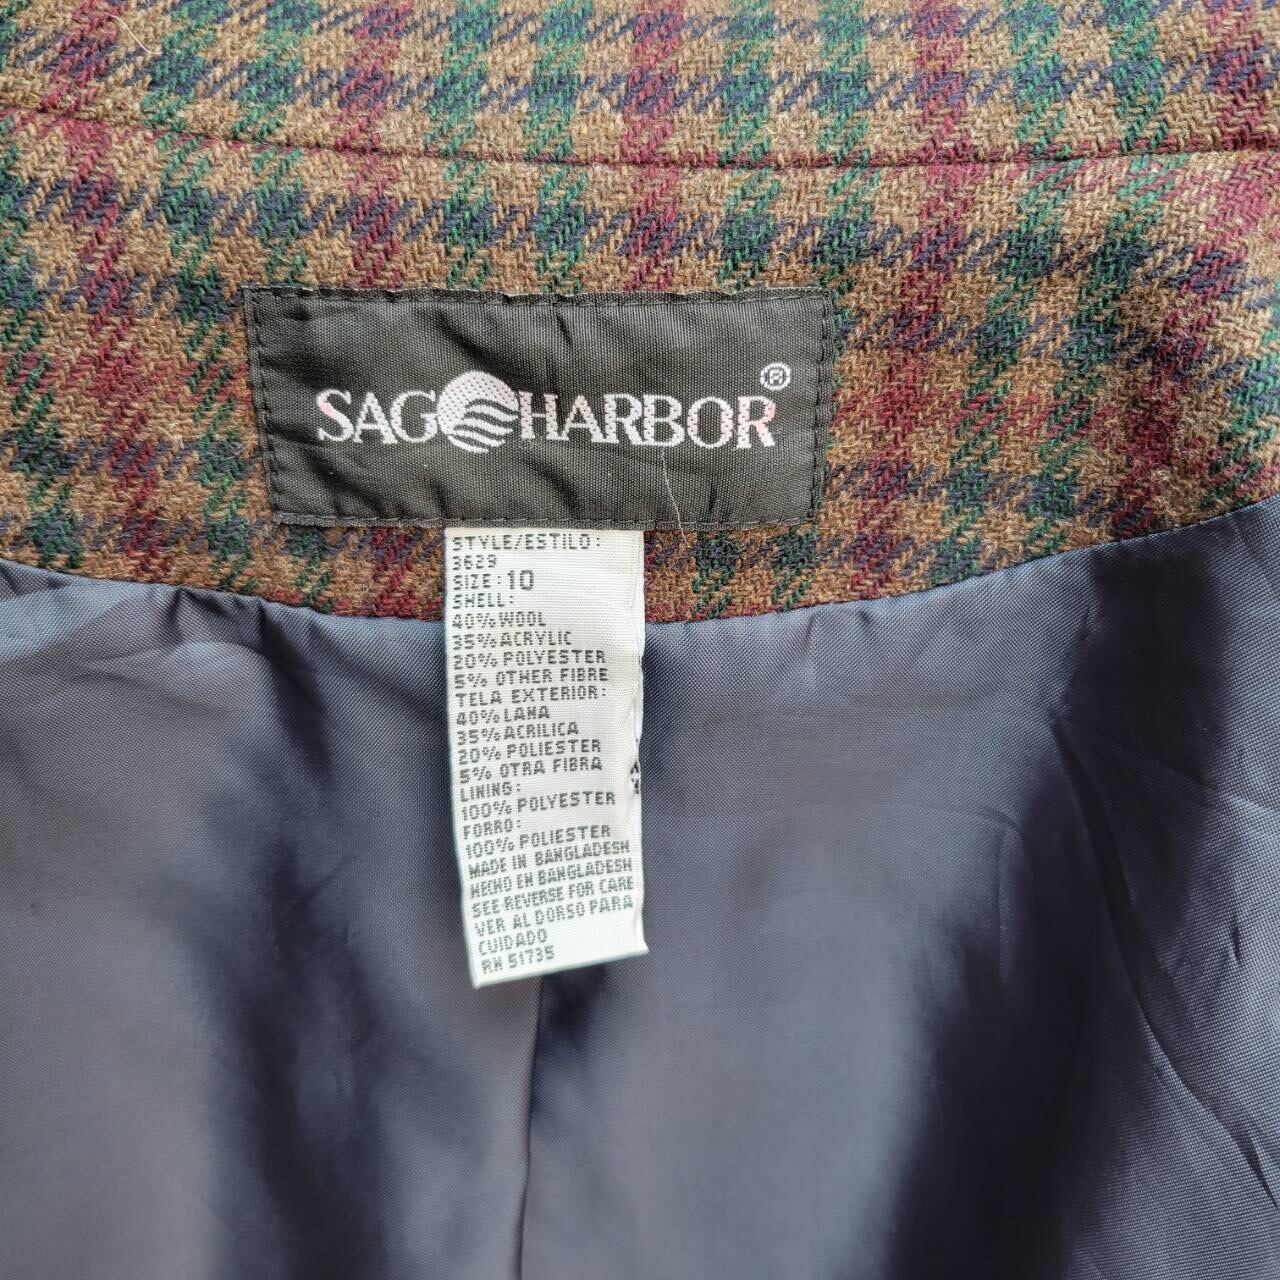 SAG HARBOR®
STYLE/ESTILO:
3629
SIZE: 10
SHELL:
40% WOOL
35% ACRYLIC
20% POLYESTER
5% OTHER FIBRE
TELA EXTERIOR:
40% LANA
35% ACRILICA
20% POLIESTER
5% OTRA FIBRA
LINING:
100% POLYESTER
FORRO:
100% POLIESTER
MADE IN BANGLADESH
HECHO EN BANGLADESH
SEE REVERSE FOR CARE
VER AL DORSO PARA
CUIDADO
RN 51735